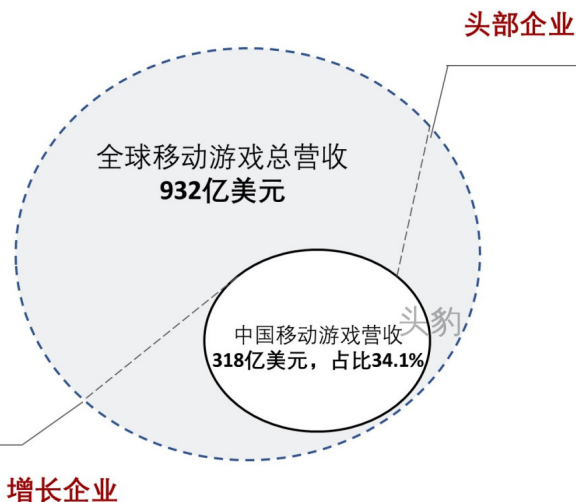 头部企业
全球移动游戏总营收
932亿美元
头豹
中国移动游戏营收
318亿美元，占比34.1%
增长企业